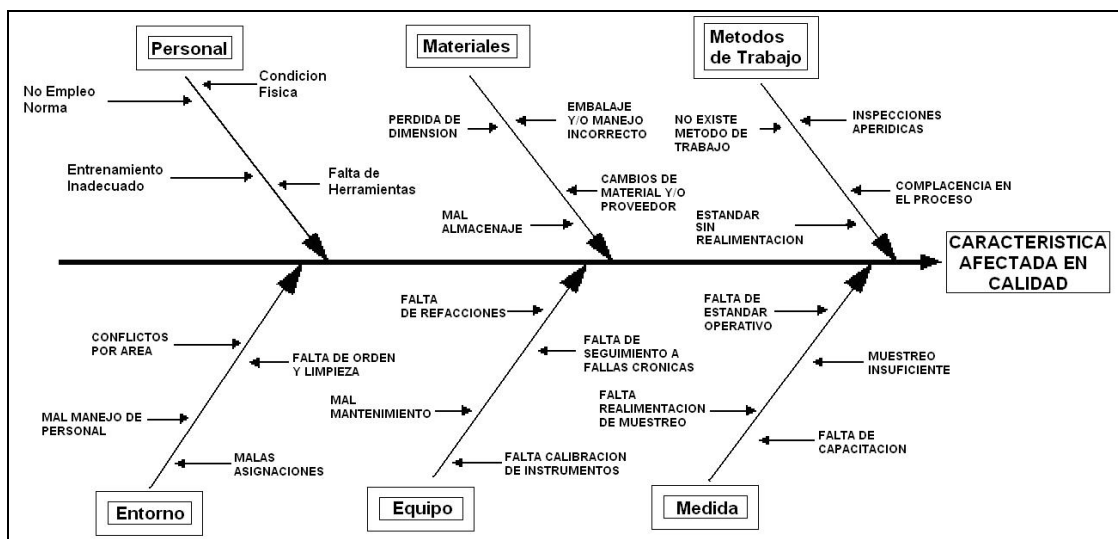 Personal
Condicion
Fisica
No Empleo
Norma
Entrenamiento
Inadecuado
Falta de
Herramientas
Materiales
PERDIDA DE
DIMENSION
EMBALAJE
Y/O MANEJO
INCORRECTO
CAMBIOS DE
MATERIAL Y/O
PROVEEDOR
MAL
ALMACENAJE
Metodos
de Trabajo
NO EXISTE
METODO DE
TRABAJO
INSPECCIONES
APERIDICAS
COMPLACENCIA EN
EL PROCESO
ESTANDAR
SIN
REALIMENTACION
CARACTERISTICA
AFECTADA EN
CALIDAD
CONFLICTOS
POR AREA
FALTA DE ORDEN
Y LIMPIEZA
MAL MANEJO DE
PERSONAL
MALAS
ASIGNACIONES
Entorno
FALTA
DE REFACCIONES
FALTA DE
SEGUIMIENTO A
FALLAS CRONICAS
MAL
MANTENIMIENTO
FALTA CALIBRACION
DE INSTRUMENTOS
Equipo
FALTA DE
ESTANDAR
OPERATIVO
MUESTREO
INSUFICIENTE
FALTA
REALIMENTACION
DE MUESTREO
FALTA DE
CAPACITACION
Medida